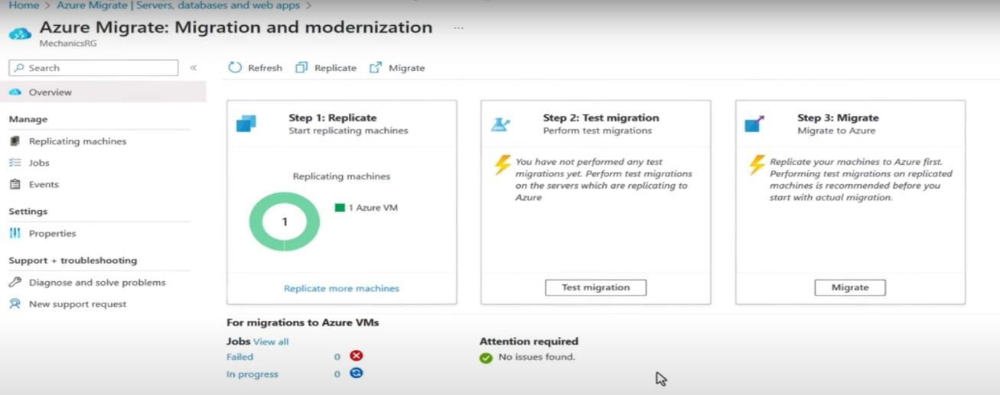 Home > Azure Migrate | Servers, databases and web apps >
Azure Migrate: Migration and modernization ...
MechanicsRG
Search «
Refresh Replicate Migrate
Overview
Manage
Replicating machines
Jobs
Events
Settings
Properties
Support + troubleshooting
Diagnose and solve problems
New support request
Step 1: Replicate
Start replicating machines
Replicating machines
1
1 Azure VM
Replicate more machines
Step 2: Test migration
Perform test migrations
You have not performed any test
migrations yet. Perform test migrations
on the servers which are replicating to
Azure
Test migration
Step 3: Migrate
Migrate to Azure
Replicate your machines to Azure first.
Performing test migrations on replicated
machines is recommended before you
start with actual migration.
Migrate
For migrations to Azure VMs
Jobs View all
Failed 0
In progress 0
Attention required
No issues found.